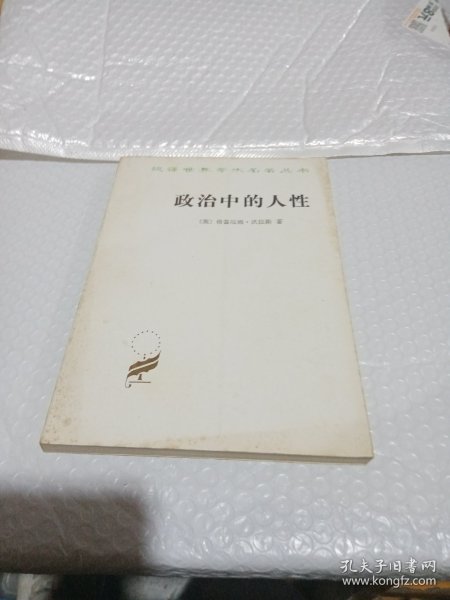 汉译世界学术名著丛书
政治中的人性
〔英〕格雷厄姆·沃拉斯 著
孔夫子旧书网
www.kongfz.com